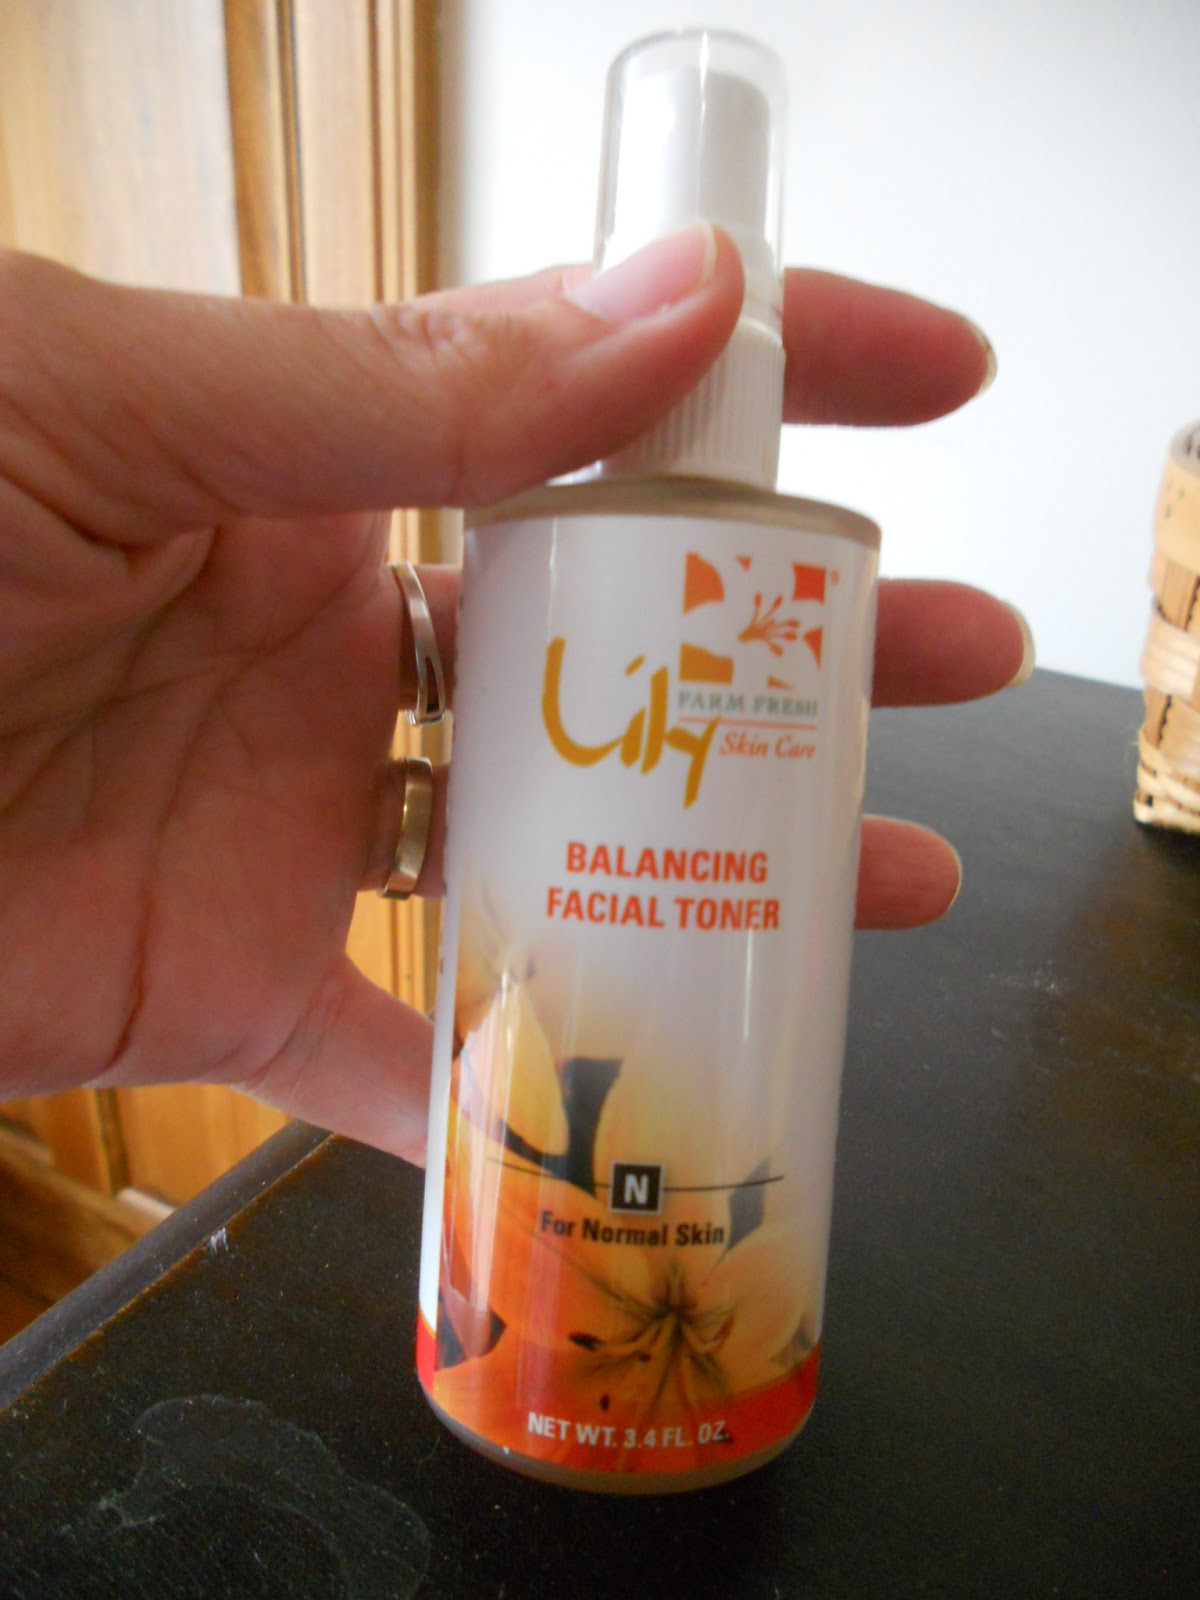 Lily
FARM FRESH
Skin Care
BALANCING
FACIAL TONER
N
For Normal Skin
NET WT. 3.4 FL. OZ.